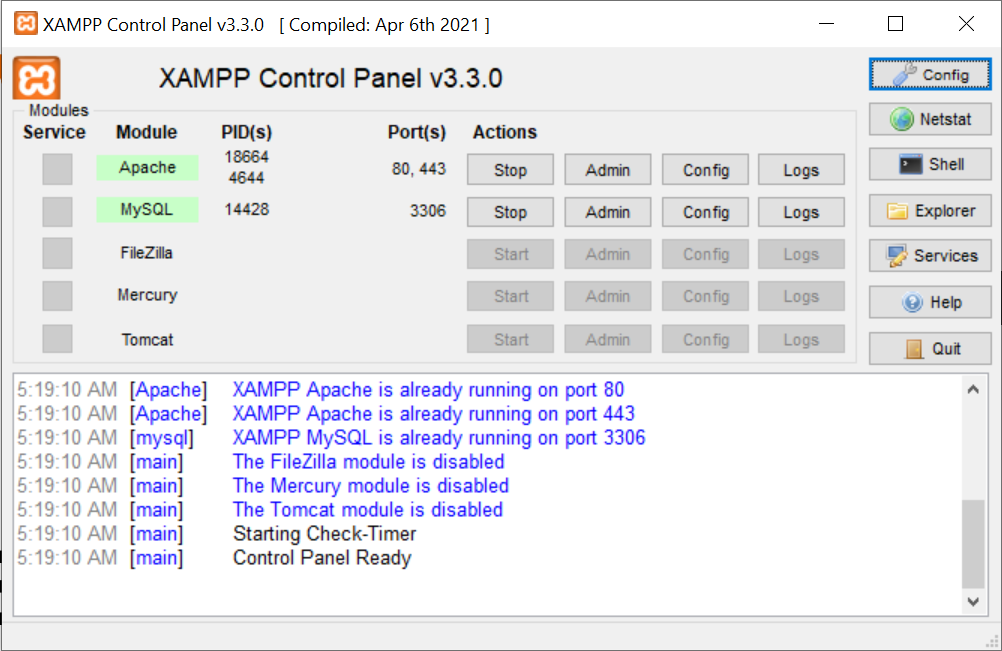 XAMPP Control Panel v3.3.0 [ Compiled: Apr 6th 2021 ]
XAMPP Control Panel v3.3.0
Config
Modules
Service Module PID(s) Port(s) Actions
Netstat
Apache 18664 4644 80, 443 Stop Admin Config Logs
Shell
MySQL 14428 3306 Stop Admin Config Logs
Explorer
FileZilla Start Admin Config Logs
Services
Mercury Start Admin Config Logs
Help
Tomcat Start Admin Config Logs
Quit
5:19:10 AM [Apache] XAMPP Apache is already running on port 80
5:19:10 AM [Apache] XAMPP Apache is already running on port 443
5:19:10 AM [mysql] XAMPP MySQL is already running on port 3306
5:19:10 AM [main] The FileZilla module is disabled
5:19:10 AM [main] The Mercury module is disabled
5:19:10 AM [main] The Tomcat module is disabled
5:19:10 AM [main] Starting Check-Timer
5:19:10 AM [main] Control Panel Ready